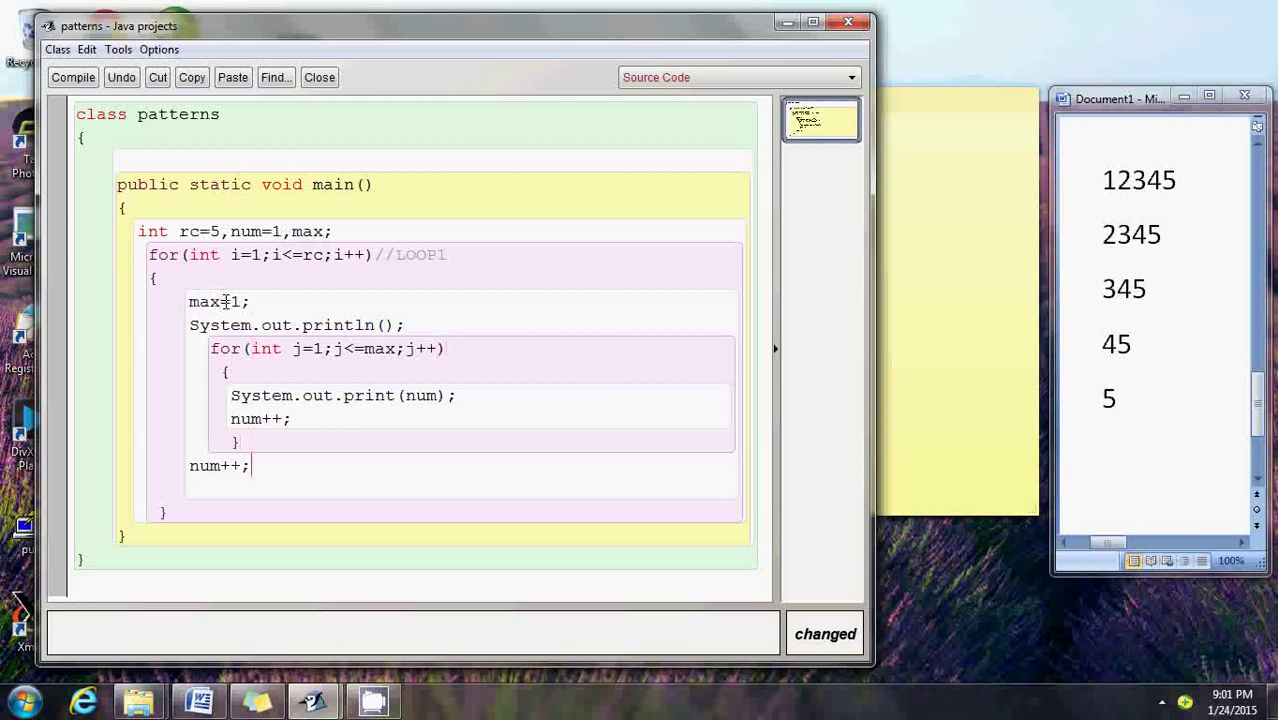 patterns - Java projects
Class Edit Tools Options
Compile Undo Cut Copy Paste Find... Close
Source Code
class patterns
{
public static void main()
{
int rc=5,num=1,max;
for(int i=1;i<=rc;i++)//LOOP1
{
max=1;
System.out.println();
for(int j=1;j<=max;j++)
{
System.out.print(num);
num++;
}
num++;
}
}
}
changed
Document1 - Mi...
12345
2345
345
45
5
100%
Visual
9:01 PM
1/24/2015